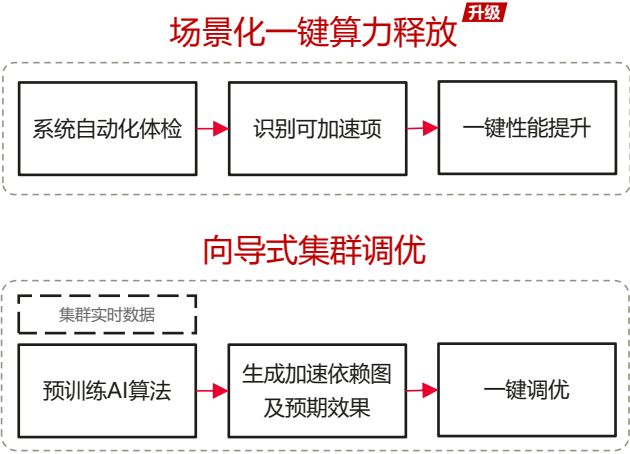 场景化一键算力释放
升级
系统自动化体检
识别可加速项
一键性能提升
向导式集群调优
集群实时数据
预训练AI算法
生成加速依赖图
及预期效果
一键调优